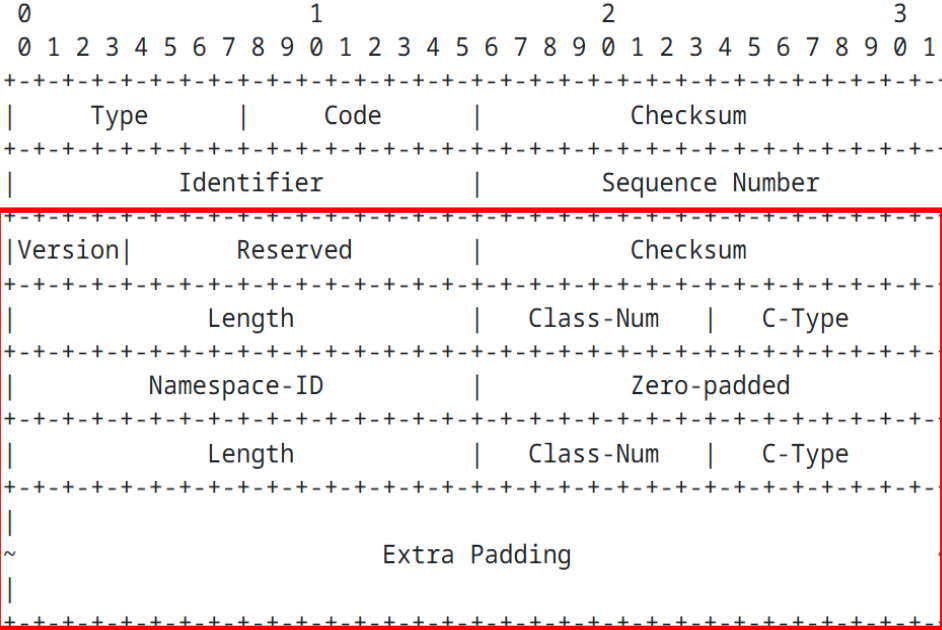 0 1 2 3
0 1 2 3 4 5 6 7 8 9 0 1 2 3 4 5 6 7 8 9 0 1 2 3 4 5 6 7 8 9 0 1
+-+-+-+-+-+-+-+-+-+-+-+-+-+-+-+-+-+-+-+-+-+-+-+-+-+-+-+-+-+-+-+-
| Type | Code | Checksum
+-+-+-+-+-+-+-+-+-+-+-+-+-+-+-+-+-+-+-+-+-+-+-+-+-+-+-+-+-+-+-+-
| Identifier | Sequence Number
+-+-+-+-+-+-+-+-+-+-+-+-+-+-+-+-+-+-+-+-+-+-+-+-+-+-+-+-+-+-+-+-
|Version| Reserved | Checksum
+-+-+-+-+-+-+-+-+-+-+-+-+-+-+-+-+-+-+-+-+-+-+-+-+-+-+-+-+-+-+-+-
| Length | Class-Num | C-Type
+-+-+-+-+-+-+-+-+-+-+-+-+-+-+-+-+-+-+-+-+-+-+-+-+-+-+-+-+-+-+-+-
| Namespace-ID | Zero-padded
+-+-+-+-+-+-+-+-+-+-+-+-+-+-+-+-+-+-+-+-+-+-+-+-+-+-+-+-+-+-+-+-
| Length | Class-Num | C-Type
+-+-+-+-+-+-+-+-+-+-+-+-+-+-+-+-+-+-+-+-+-+-+-+-+-+-+-+-+-+-+-+-
|
~ Extra Padding
|
+-+-+-+-+-+-+-+-+-+-+-+-+-+-+-+-+-+-+-+-+-+-+-+-+-+-+-+-+-+-+-+-